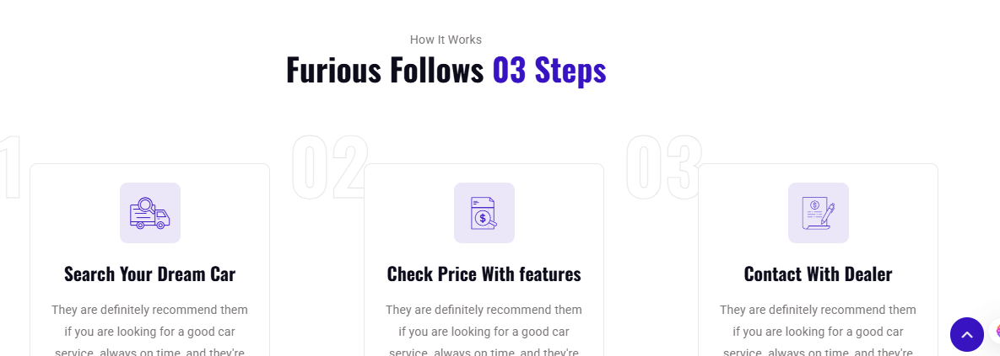 How It Works
Furious Follows 03 Steps
1
02
03
Search Your Dream Car
They are definitely recommend them
if you are looking for a good car
service, always on time, and they're
Check Price With features
They are definitely recommend them
if you are looking for a good car
service, always on time, and they're
Contact With Dealer
They are definitely recommend them
if you are looking for a good car
service, always on time, and they're